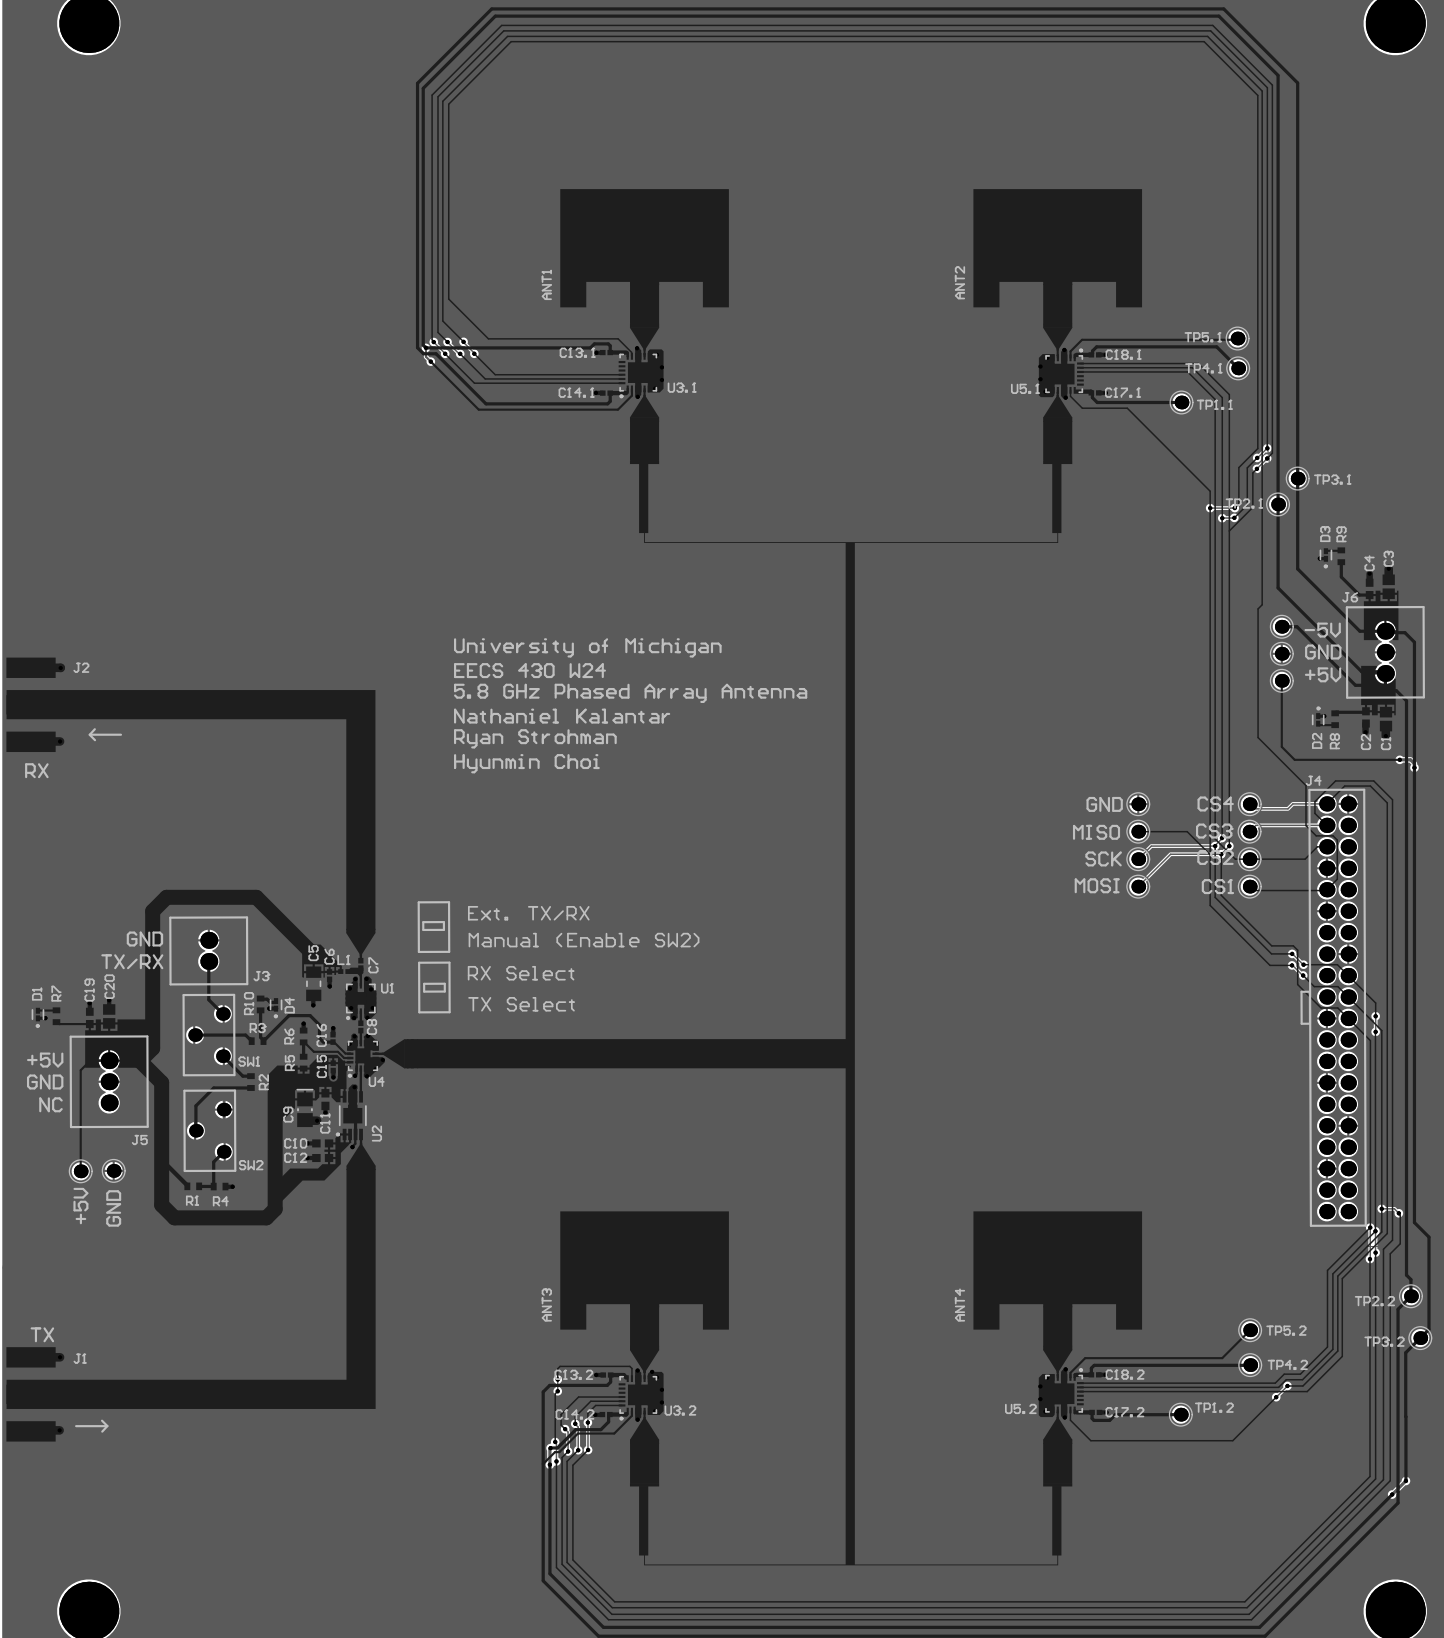 ANT1
ANT2
C13.1
C14.1
U3.1
U5.1
C18.1
C17.1
TP5.1
TP4.1
TP1.1
TP3.1
TP2.1
D3
R9
C4
C3
J6
-5V
GND
+5V
D2
R8
C2
C1
University of Michigan
EECS 430 W24
5.8 GHz Phased Array Antenna
Nathaniel Kalantar
Ryan Strohman
Hyunmin Choi
J2
RX
J4
GND
MISO
SCK
MOSI
CS4
CS3
CS2
CS1
Ext. TX/RX
Manual (Enable SW2)
RX Select
TX Select
GND
TX/RX
J3
C5
C6
L1
C7
U1
C8
D1
R7
C19
C20
R10
D4
R3
R6
C16
SW1
R5
C15
U4
R2
+5V
GND
NC
J5
C9
C11
U2
C10
C12
SW2
R1
R4
+5V
GND
TX
J1
ANT3
ANT4
C13.2
C14.2
U3.2
U5.2
C18.2
C17.2
TP5.2
TP4.2
TP1.2
TP2.2
TP3.2